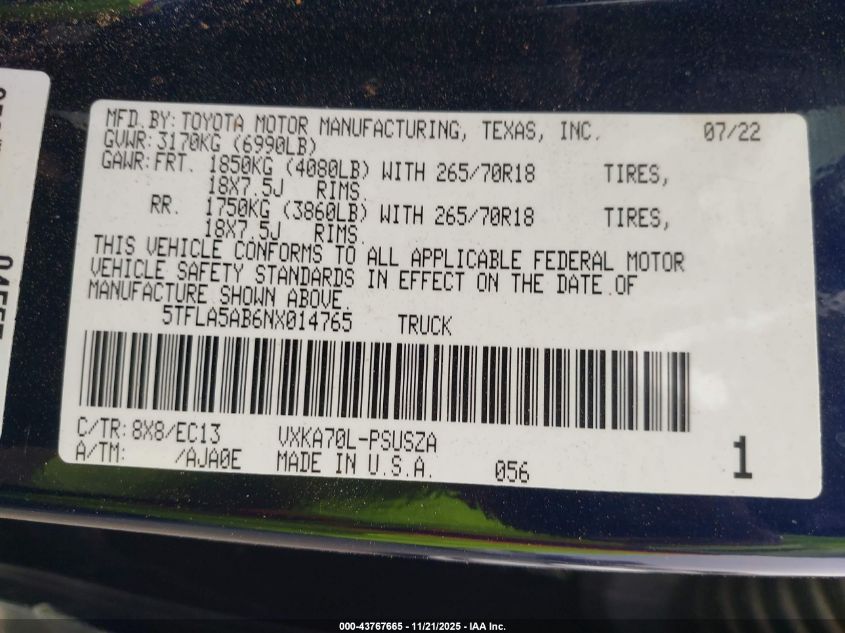 MFD.BY: TOYOTA MOTOR MANUFACTURING, TEXAS, INC. 07/22
GVWR: 3170KG (6990LB)
GAWR: FRT. 1850KG (4080LB) WITH 265/70R18 TIRES,
18X7.5J RIMS
RR. 1750KG (3860LB) WITH 265/70R18 TIRES,
18X7.5J RIMS
THIS VEHICLE CONFORMS TO ALL APPLICABLE FEDERAL MOTOR
VEHICLE SAFETY STANDARDS IN EFFECT ON THE DATE OF
MANUFACTURE SHOWN ABOVE.
5TFLA5AB6NX014765 TRUCK
C/TR: 8X8/EC13 VXKA70L-PSUSZA
A/TM: /AJA0E MADE IN U.S.A. 056 1
000-43767665 - 11/21/2025 - IAA Inc.